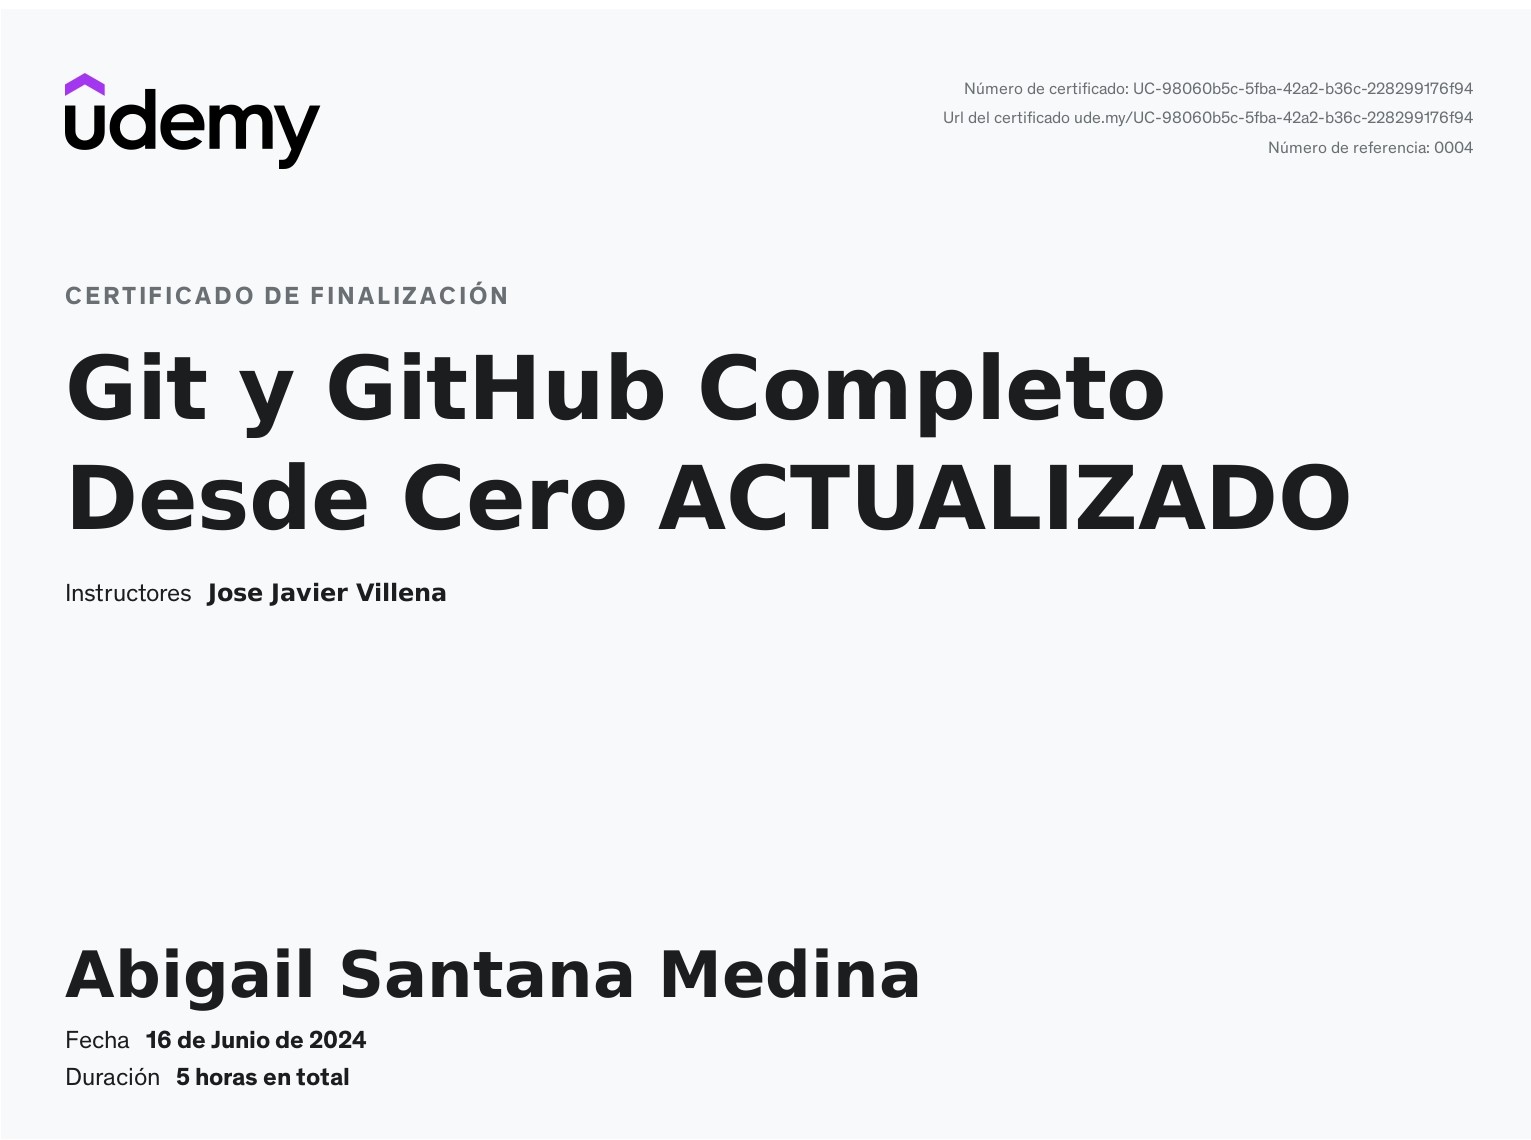 udemy
Número de certificado: UC-98060b5c-5fba-42a2-b36c-228299176f94
Url del certificado ude.my/UC-98060b5c-5fba-42a2-b36c-228299176f94
Número de referencia: 0004
CERTIFICADO DE FINALIZACIÓN
Git y GitHub Completo
Desde Cero ACTUALIZADO
Instructores Jose Javier Villena
Abigail Santana Medina
Fecha 16 de Junio de 2024
Duración 5 horas en total